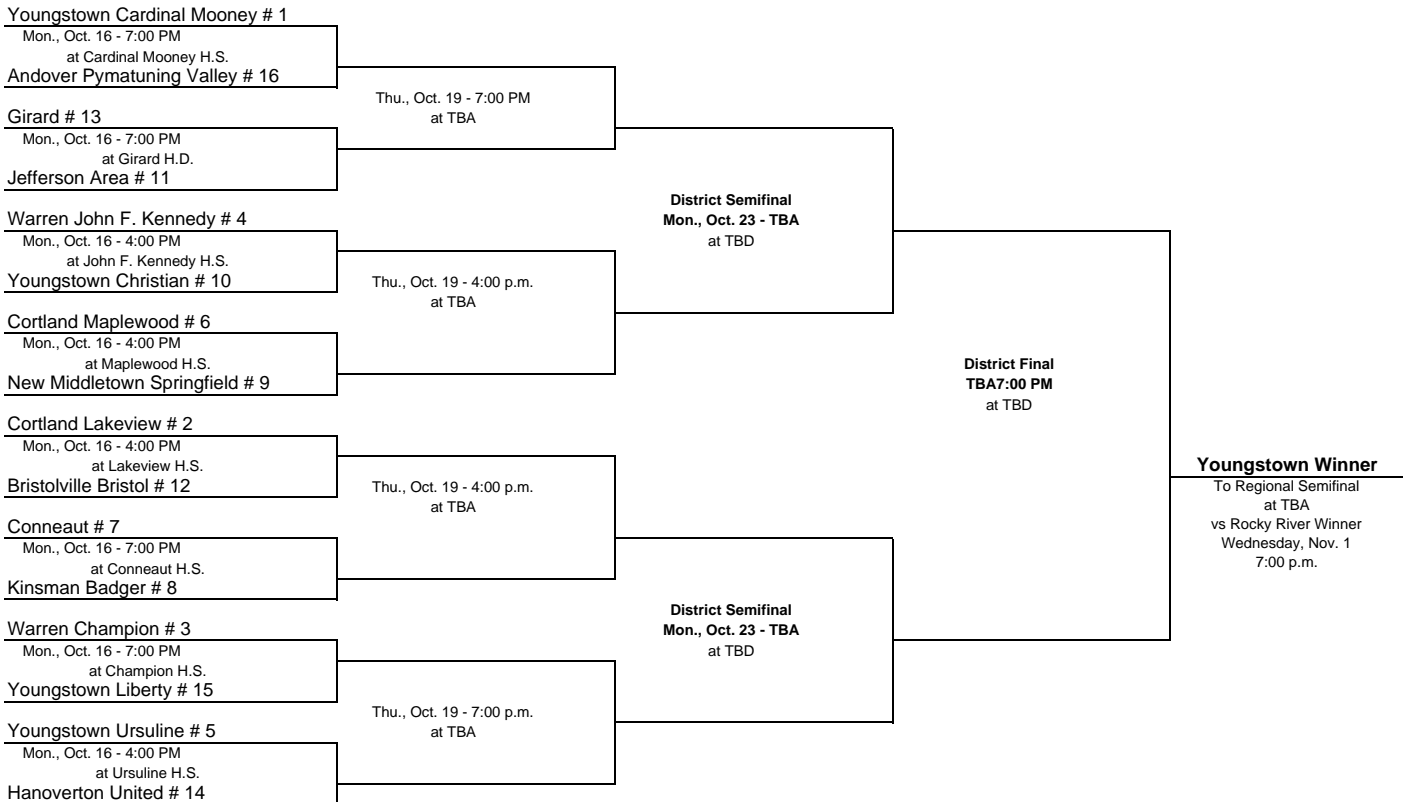 Youngstown Cardinal Mooney # 1
Mon., Oct. 16 - 7:00 PM
at Cardinal Mooney H.S.
Andover Pymatuning Valley # 16
Thu., Oct. 19 - 7:00 PM
at TBA
Girard # 13
Mon., Oct. 16 - 7:00 PM
at Girard H.D.
Jefferson Area # 11
District Semifinal
Mon., Oct. 23 - TBA
at TBD
Warren John F. Kennedy # 4
Mon., Oct. 16 - 4:00 PM
at John F. Kennedy H.S.
Youngstown Christian # 10
Thu., Oct. 19 - 4:00 p.m.
at TBA
Cortland Maplewood # 6
Mon., Oct. 16 - 4:00 PM
at Maplewood H.S.
New Middletown Springfield # 9
District Final
TBA7:00 PM
at TBD
Cortland Lakeview # 2
Mon., Oct. 16 - 4:00 PM
at Lakeview H.S.
Bristolville Bristol # 12
Thu., Oct. 19 - 4:00 p.m.
at TBA
Youngstown Winner
To Regional Semifinal
at TBA
vs Rocky River Winner
Wednesday, Nov. 1
7:00 p.m.
Conneaut # 7
Mon., Oct. 16 - 7:00 PM
at Conneaut H.S.
Kinsman Badger # 8
District Semifinal
Mon., Oct. 23 - TBA
at TBD
Warren Champion # 3
Mon., Oct. 16 - 7:00 PM
at Champion H.S.
Youngstown Liberty # 15
Thu., Oct. 19 - 7:00 p.m.
at TBA
Youngstown Ursuline # 5
Mon., Oct. 16 - 4:00 PM
at Ursuline H.S.
Hanoverton United # 14